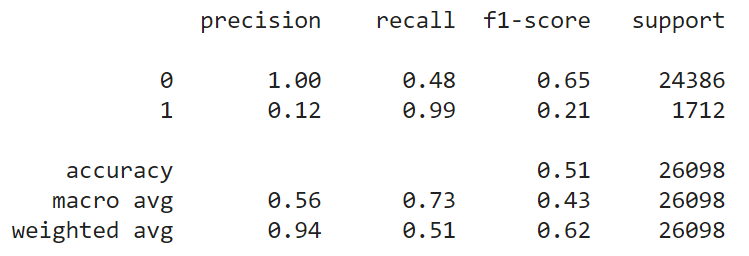 precision recall f1-score support
0 1.00 0.48 0.65 24386
1 0.12 0.99 0.21 1712
accuracy 0.51 26098
macro avg 0.56 0.73 0.43 26098
weighted avg 0.94 0.51 0.62 26098